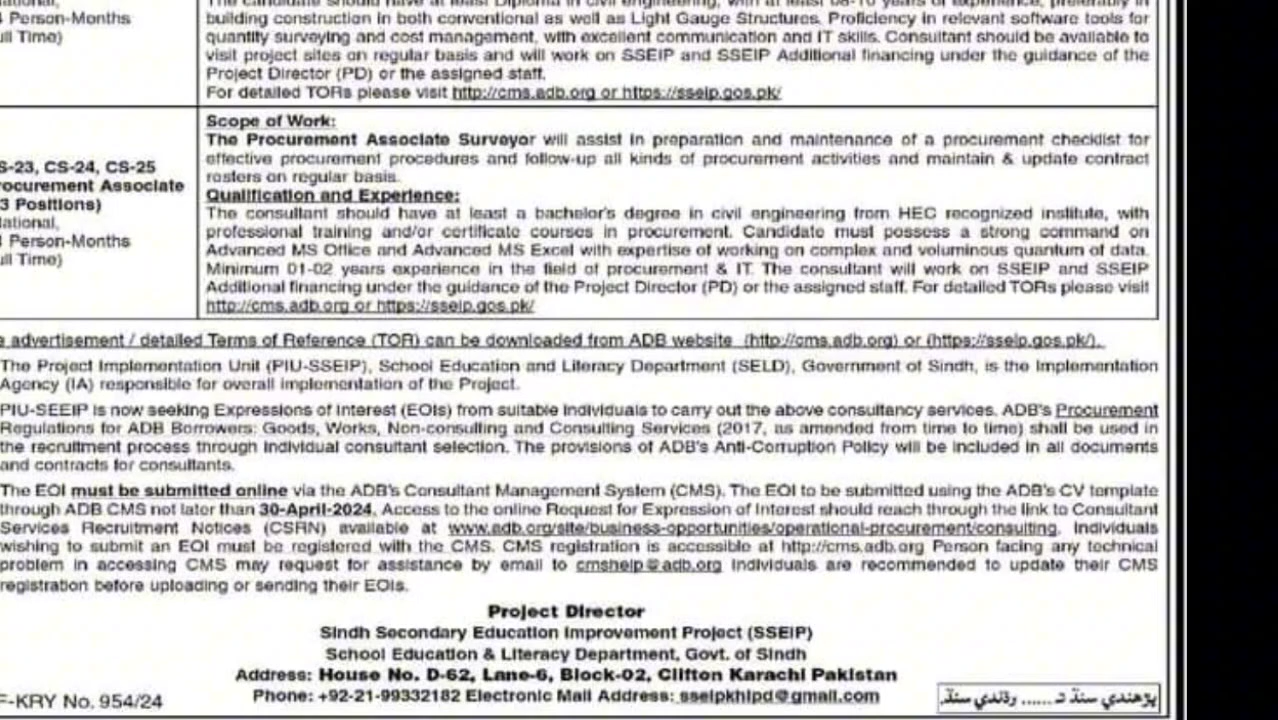 4 Person-Months
ull Time)
The candidate should have at least Diploma in civil engineering, with at least 08-10 years of experience, preferably in
building construction in both conventional as well as Light Gauge Structures. Proficiency in relevant software tools for
quantity surveying and cost management, with excellent communication and IT skills. Consultant should be available to
visit project sites on regular basis and will work on SSEIP and SSEIP Additional financing under the guidance of the
Project Director (PD) or the assigned staff.
For detailed TORs please visit http://cms.adb.org or https://sseip.gos.pk/
S-23, CS-24, CS-25
rocurement Associate
3 Positions)
lational,
Person-Months
ull Time)
Scope of Work:
The Procurement Associate Surveyor will assist in preparation and maintenance of a procurement checklist for
effective procurement procedures and follow-up all kinds of procurement activities and maintain & update contract
rosters on regular basis.
Qualification and Experience:
The consultant should have at least a bachelor's degree in civil engineering from HEC recognized institute, with
professional training and/or certificate courses in procurement. Candidate must possess a strong command on
Advanced MS Office and Advanced MS Excel with expertise of working on complex and voluminous quantum of data.
Minimum 01-02 years experience in the field of procurement & IT. The consultant will work on SSEIP and SSEIP
Additional financing under the guidance of the Project Director (PD) or the assigned staff. For detailed TORs please visit
http://cms.adb.org or https://sseip.gos.pk/
e advertisement / detailed Terms of Reference (TOR) can be downloaded from ADB website (http://cms.adb.org) or (https://sseip.gos.pk/).
The Project Implementation Unit (PIU-SSEIP), School Education and Literacy Department (SELD), Government of Sindh, is the Implementation
Agency (IA) responsible for overall implementation of the Project.
PIU-SEEIP is now seeking Expressions of Interest (EOIs) from suitable individuals to carry out the above consultancy services. ADB's Procurement
Regulations for ADB Borrowers: Goods, Works, Non-consulting and Consulting Services (2017, as amended from time to time) shall be used in
the recruitment process through individual consultant selection. The provisions of ADB's Anti-Corruption Policy will be included in all documents
and contracts for consultants.
The EOI must be submitted online via the ADB's Consultant Management System (CMS). The EOI to be submitted using the ADB's CV template
through ADB CMS not later than 30-April-2024. Access to the online Request for Expression of Interest should reach through the link to Consultant
Services Recruitment Notices (CSRN) available at www.adb.org/site/business-opportunities/operational-procurement/consulting. Individuals
wishing to submit an EOI must be registered with the CMS. CMS registration is accessible at http://cms.adb.org Person facing any technical
problem in accessing CMS may request for assistance by email to cmshelp@adb.org Individuals are recommended to update their CMS
registration before uploading or sending their EOIs.
Project Director
Sindh Secondary Education Improvement Project (SSEIP)
School Education & Literacy Department, Govt. of Sindh
Address: House No. D-62, Lane-6, Block-02, Clifton Karachi Pakistan
Phone: +92-21-99332182 Electronic Mail Address: sseipkhipd@gmail.com
F-KRY No. 954/24
پڙهندي سنڌ تہ ...... وڌندي سنڌ.